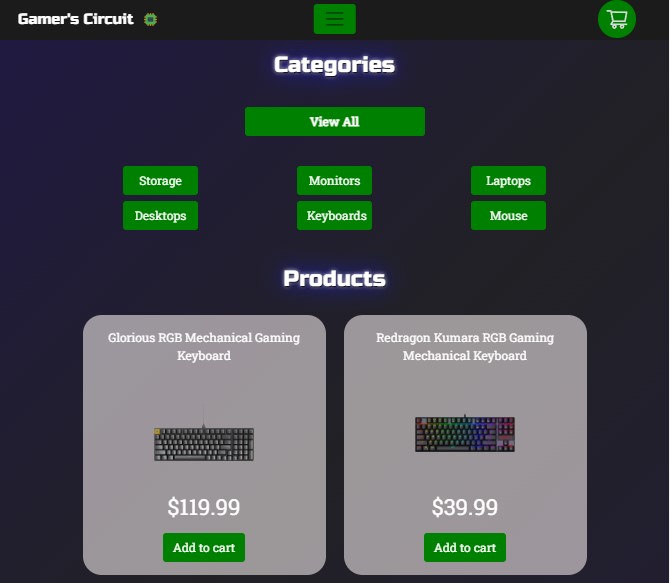 Gamer's Circuit
Categories
View All
Storage
Monitors
Laptops
Desktops
Keyboards
Mouse
Products
Glorious RGB Mechanical Gaming
Keyboard
Redragon Kumara RGB Gaming
Mechanical Keyboard
$119.99
$39.99
Add to cart
Add to cart